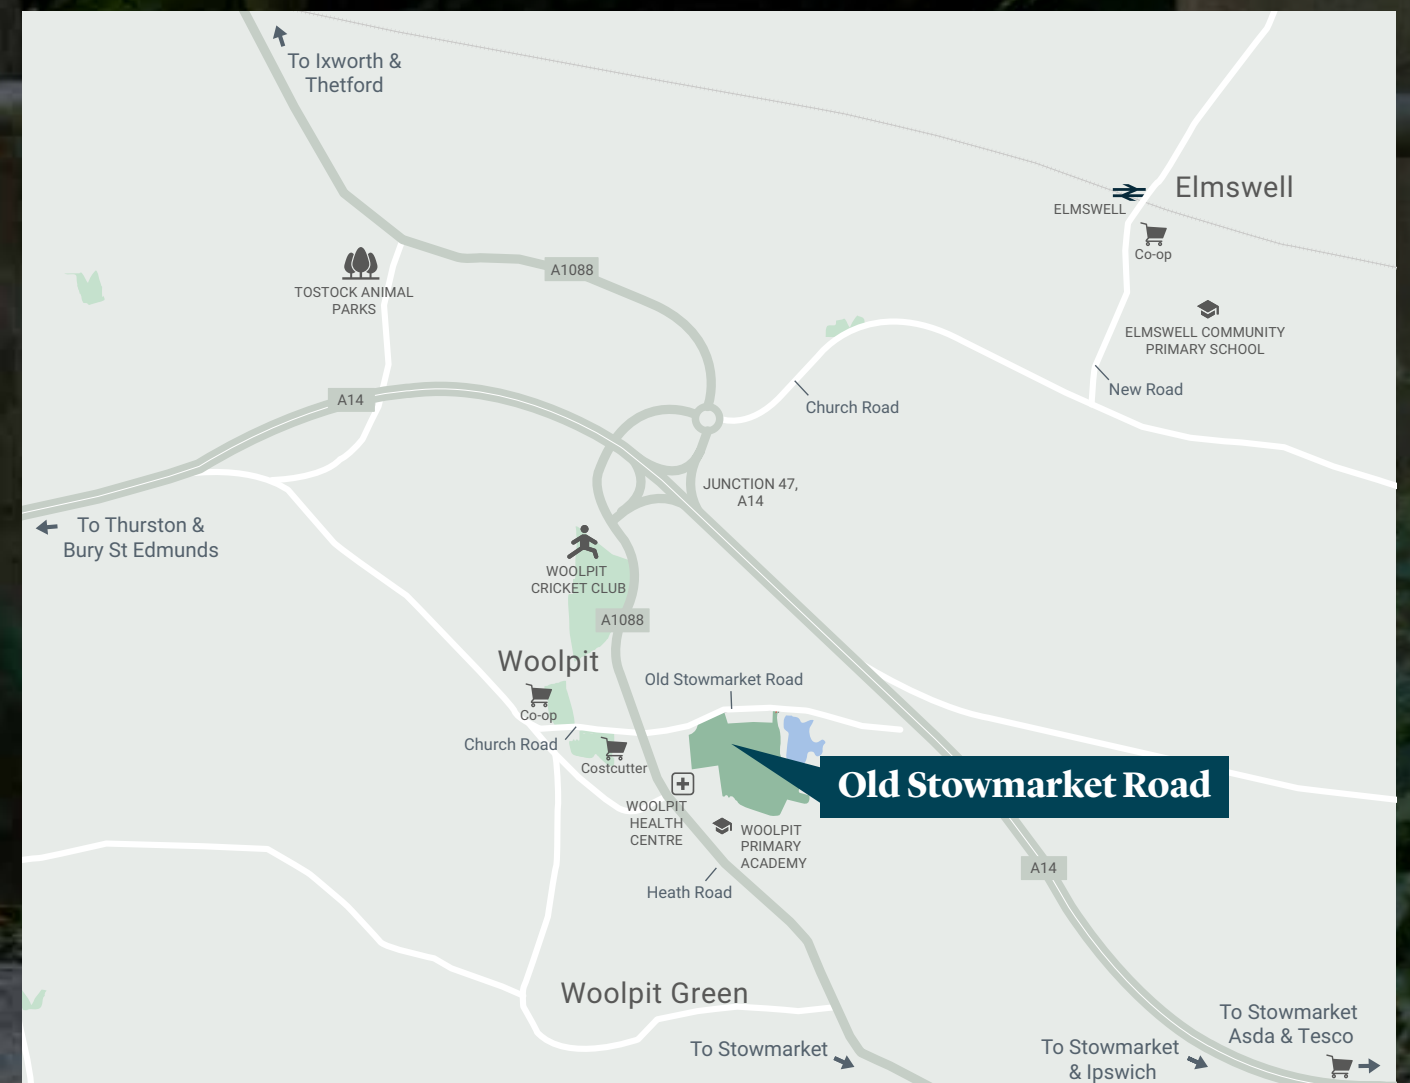 To Ixworth &
Thetford
Elmswell
ELMSWELL
Co-op
A1088
TOSTOCK ANIMAL
PARKS
ELMSWELL COMMUNITY
PRIMARY SCHOOL
New Road
A14
Church Road
JUNCTION 47,
A14
To Thurston &
Bury St Edmunds
WOOLPIT
CRICKET CLUB
A1088
Woolpit
Old Stowmarket Road
Co-op
Church Road
Costcutter
Old Stowmarket Road
WOOLPIT
HEALTH
CENTRE
WOOLPIT
PRIMARY
ACADEMY
A14
Heath Road
Woolpit Green
To Stowmarket
Asda & Tesco
To Stowmarket
To Stowmarket
& Ipswich